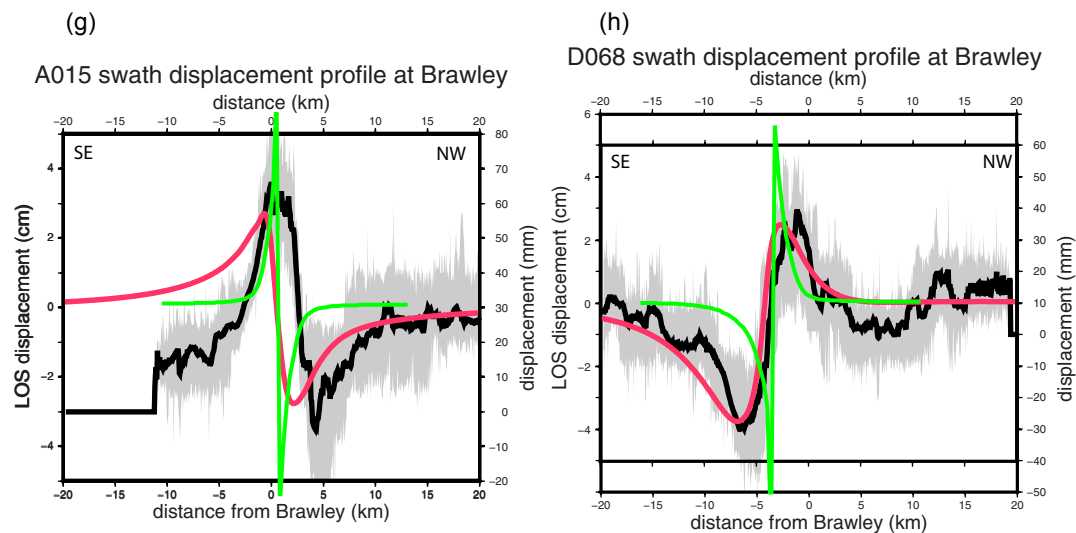 (g)
A015 swath displacement profile at Brawley
distance (km)
−20 −15 −10 −5 0 5 10 15 20
SE NW
4
2
0
−2
−4
LOS displacement (cm)
80
70
60
50
40
30
20
10
0
−10
−20
displacement (mm)
−20 −15 −10 −5 0 5 10 15 20
distance from Brawley (km)
(h)
D068 swath displacement profile at Brawley
distance (km)
−20 −15 −10 −5 0 5 10 15 20
SE NW
6
4
2
0
−2
−4
LOS displacement (cm)
60
50
40
30
20
10
0
−10
−20
−30
−40
−50
displacement (mm)
−20 −15 −10 −5 0 5 10 15 20
distance from Brawley (km)